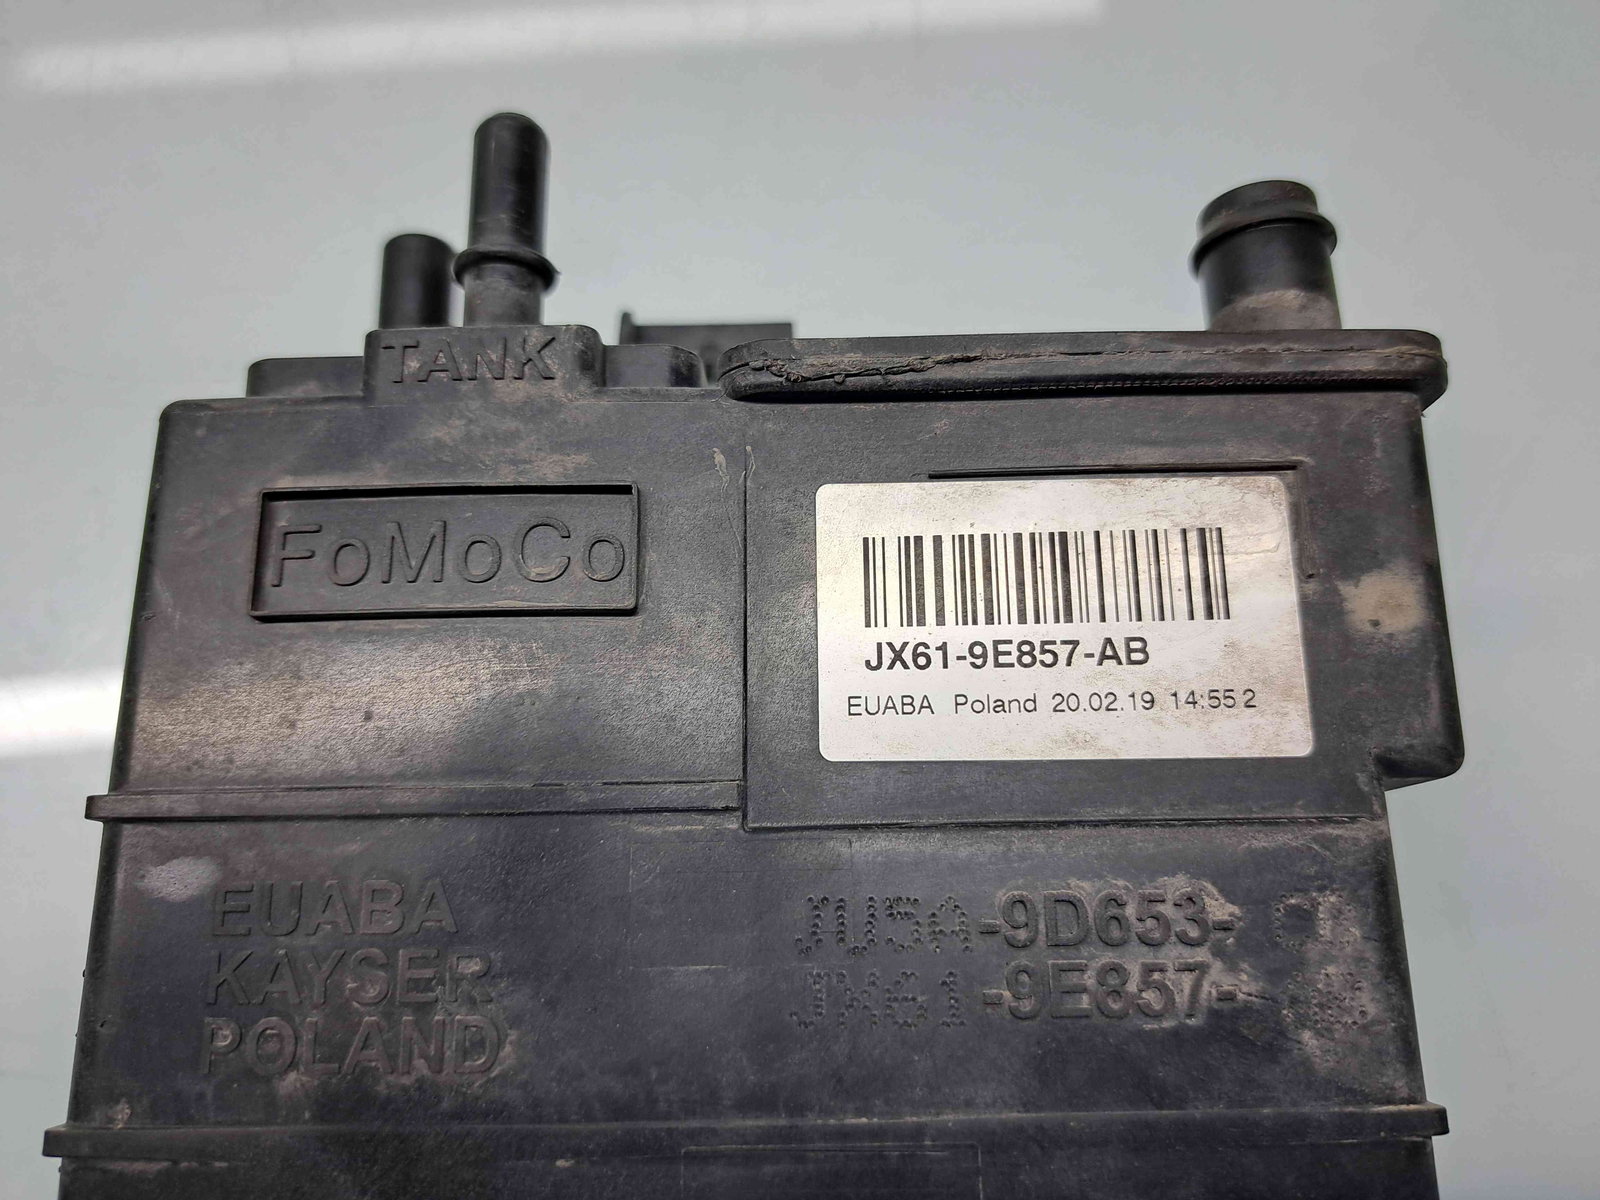 TANK
FoMoCo
JX61-9E857-AB
EUABA Poland 20.02.19 14:55 2
EUABA
KAYSER
POLAND
JU5A-9D653-
JX61-9E857-